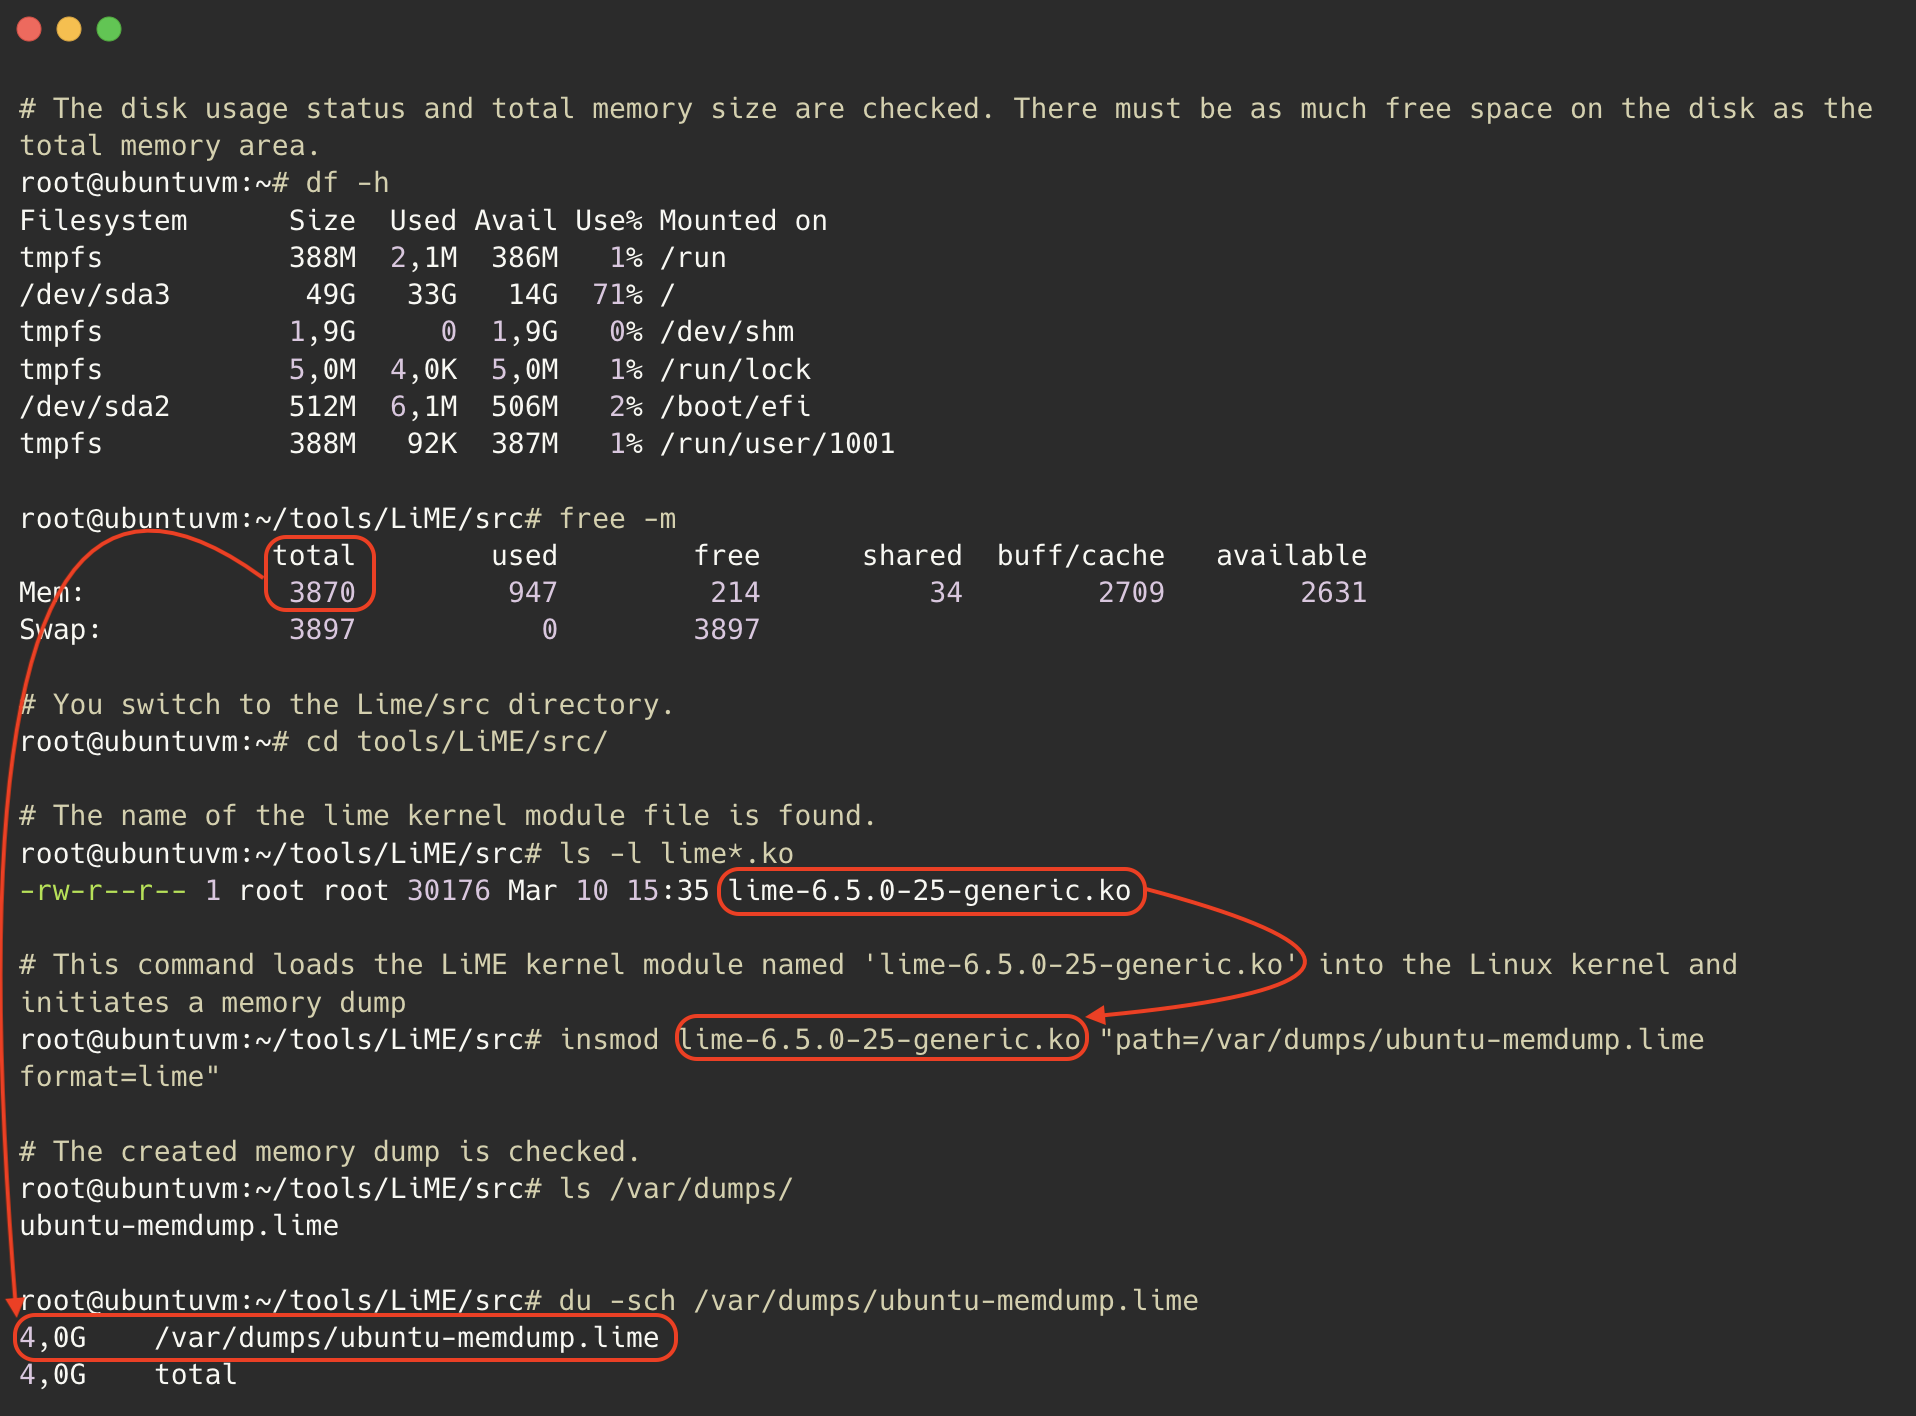 # The disk usage status and total memory size are checked. There must be as much free space on the disk as the
total memory area.
root@ubuntuvm:~# df -h
Filesystem      Size  Used Avail Use% Mounted on
tmpfs           388M  2,1M  386M   1% /run
/dev/sda3        49G   33G   14G  71% /
tmpfs           1,9G     0  1,9G   0% /dev/shm
tmpfs           5,0M  4,0K  5,0M   1% /run/lock
/dev/sda2       512M  6,1M  506M   2% /boot/efi
tmpfs           388M   92K  387M   1% /run/user/1001
root@ubuntuvm:~/tools/LiME/src# free -m
               total        used        free      shared  buff/cache   available
Mem:            3870         947         214          34        2709        2631
Swap:           3897           0        3897
# You switch to the Lime/src directory.
root@ubuntuvm:~# cd tools/LiME/src/
# The name of the lime kernel module file is found.
root@ubuntuvm:~/tools/LiME/src# ls -l lime*.ko
-rw-r--r-- 1 root root 30176 Mar 10 15:35 lime-6.5.0-25-generic.ko
# This command loads the LiME kernel module named 'lime-6.5.0-25-generic.ko' into the Linux kernel and
initiates a memory dump
root@ubuntuvm:~/tools/LiME/src# insmod lime-6.5.0-25-generic.ko "path=/var/dumps/ubuntu-memdump.lime
format=lime"
# The created memory dump is checked.
root@ubuntuvm:~/tools/LiME/src# ls /var/dumps/
ubuntu-memdump.lime
root@ubuntuvm:~/tools/LiME/src# du -sch /var/dumps/ubuntu-memdump.lime
4,0G    /var/dumps/ubuntu-memdump.lime
4,0G    total